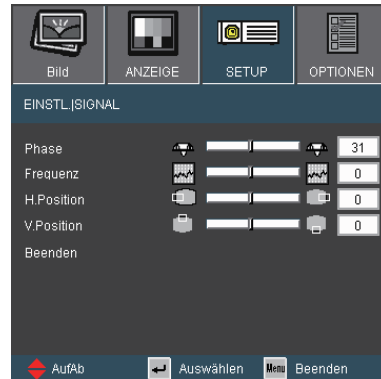 Bild ANZEIGE SETUP OPTIONEN
EINSTL.|SIGNAL
Phase 31
Frequenz 0
H.Position 0
V.Position 0
Beenden
AufAb Auswählen Menu Beenden